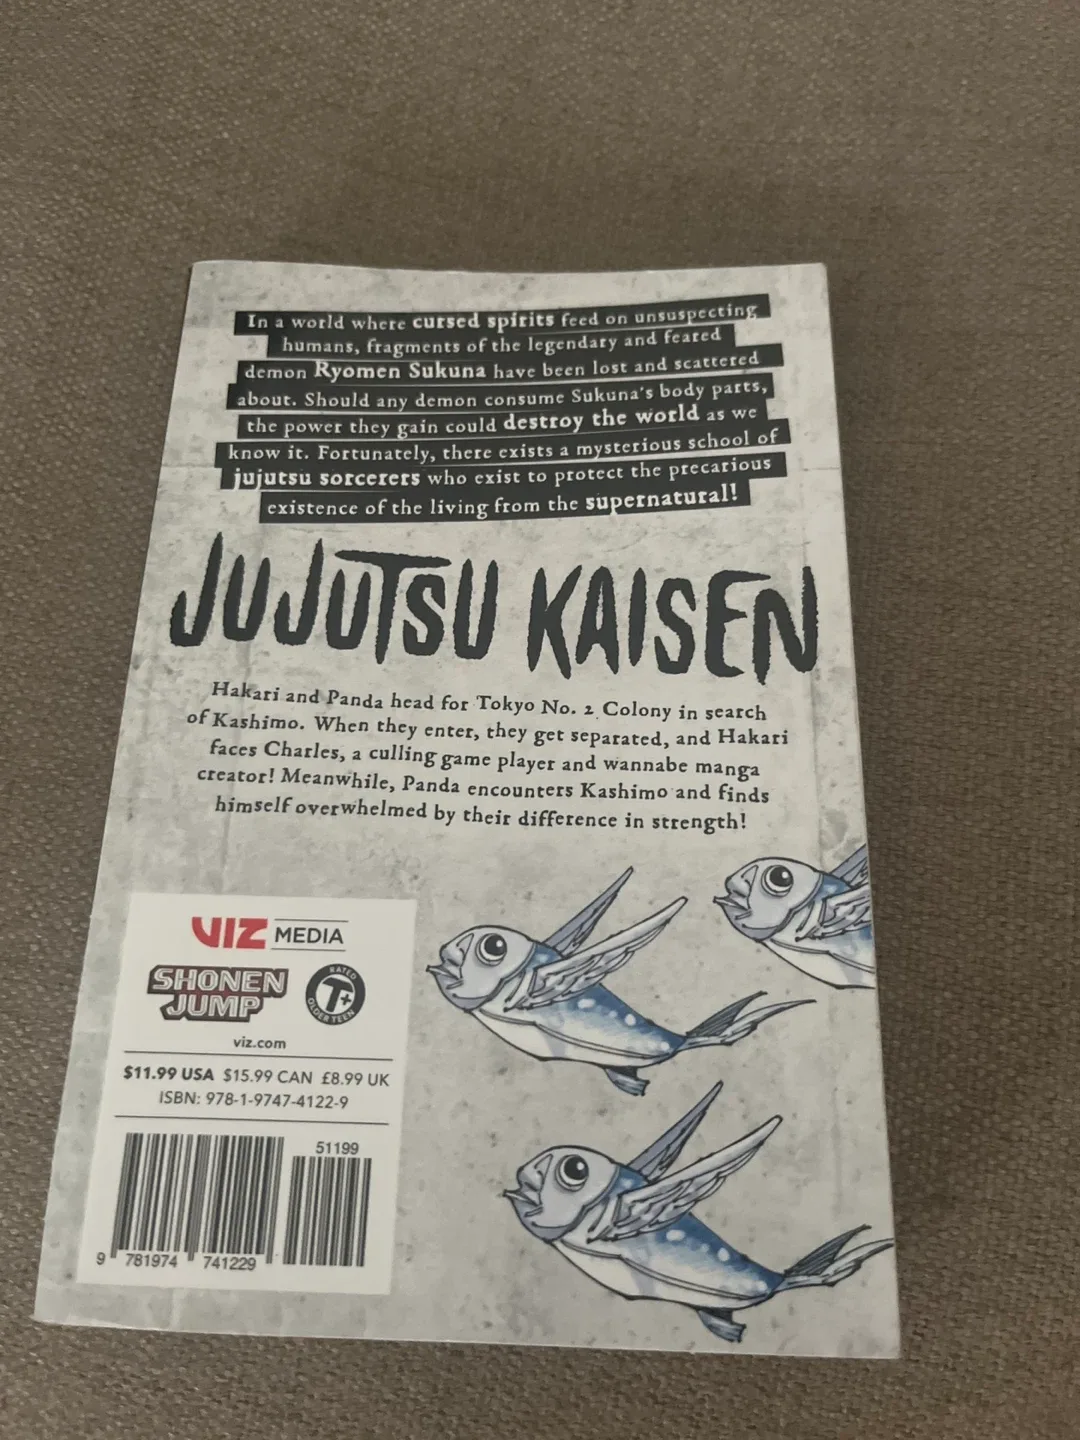 In a world where cursed spirits feed on unsuspecting
humans, fragments of the legendary and feared
demon Ryomen Sukuna have been lost and scattered
about. Should any demon consume Sukuna's body parts,
the power they gain could destroy the world as we
know it. Fortunately, there exists a mysterious school of
jujutsu sorcerers who exist to protect the precarious
existence of the living from the supernatural!
JUJUTSU KAISEN
Hakari and Panda head for Tokyo No. 2 Colony in search
of Kashimo. When they enter, they get separated, and Hakari
faces Charles, a culling game player and wannabe manga
creator! Meanwhile, Panda encounters Kashimo and finds
himself overwhelmed by their difference in strength!
VIZ MEDIA
SHONEN
JUMP
RATED
T+
OLDER TEEN
viz.com
$11.99 USA $15.99 CAN £8.99 UK
ISBN: 978-1-9747-4122-9
51199
9 781974 741229